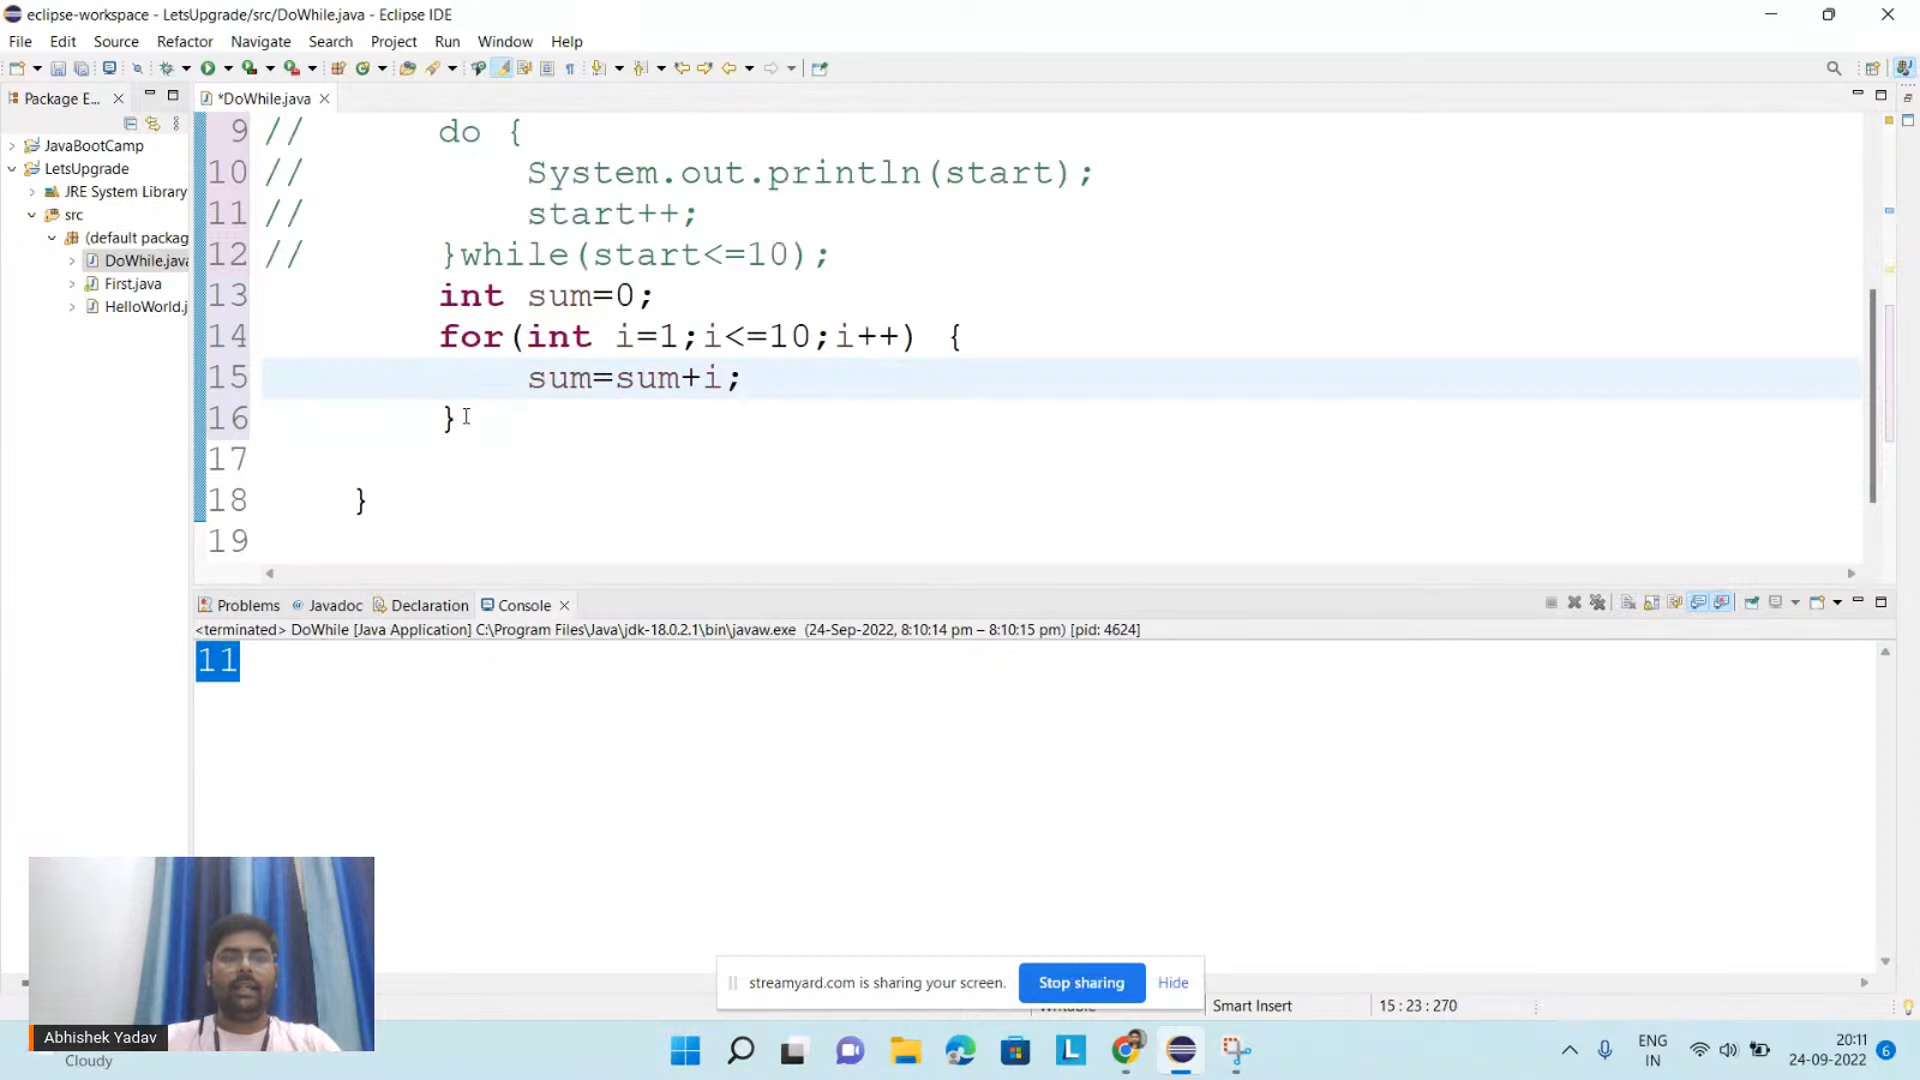 eclipse-workspace - LetsUpgrade/src/DoWhile.java - Eclipse IDE
File Edit Source Refactor Navigate Search Project Run Window Help
Package E...
*DoWhile.java
JavaBootCamp
LetsUpgrade
JRE System Library
src
(default packag
DoWhile.java
First.java
HelloWorld.j
9 // do {
10 // System.out.println(start);
11 // start++;
12 // }while(start<=10);
13 int sum=0;
14 for(int i=1;i<=10;i++) {
15 sum=sum+i;
16 }
17
18 }
19
Problems @ Javadoc Declaration Console
<terminated> DoWhile [Java Application] C:\Program Files\Java\jdk-18.0.2.1\bin\javaw.exe (24-Sep-2022, 8:10:14 pm – 8:10:15 pm) [pid: 4624]
11
streamyard.com is sharing your screen. Stop sharing Hide
Writable Smart Insert 15 : 23 : 270
Abhishek Yadav
Cloudy
L
ENG
IN
20:11
24-09-2022
6